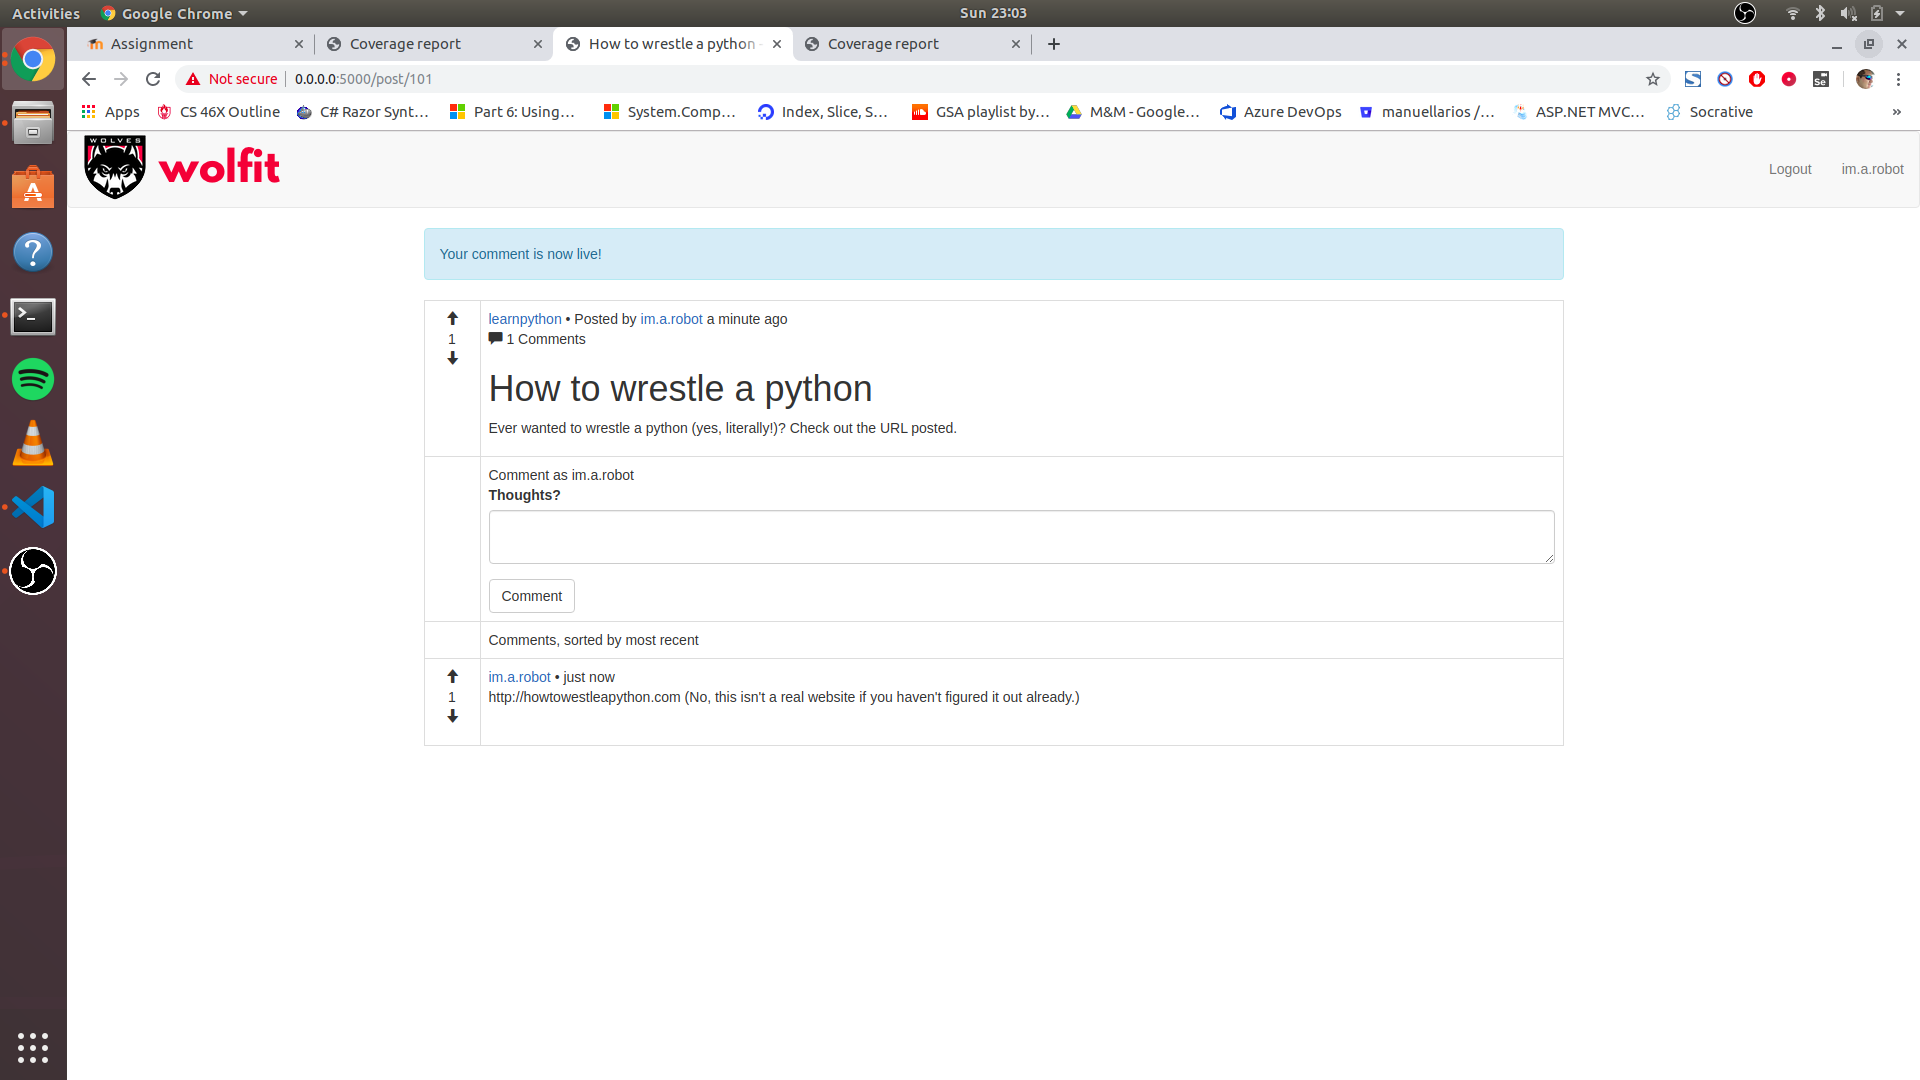 Activities
Google Chrome
Sun 23:03
Assignment
Coverage report
How to wrestle a python -
Coverage report
Not secure
0.0.0.0:5000/post/101
Apps
CS 46X Outline
C# Razor Synt...
Part 6: Using...
System.Comp...
Index, Slice, S...
GSA playlist by...
M&M - Google...
Azure DevOps
manuellarios /...
ASP.NET MVC...
Socrative
»
WOLVES
wolfit
Logout
im.a.robot
Your comment is now live!
1
learnpython • Posted by im.a.robot a minute ago
1 Comments
How to wrestle a python
Ever wanted to wrestle a python (yes, literally!)? Check out the URL posted.
Comment as im.a.robot
Thoughts?
Comment
Comments, sorted by most recent
1
im.a.robot • just now
http://howtowestleapython.com (No, this isn't a real website if you haven't figured it out already.)